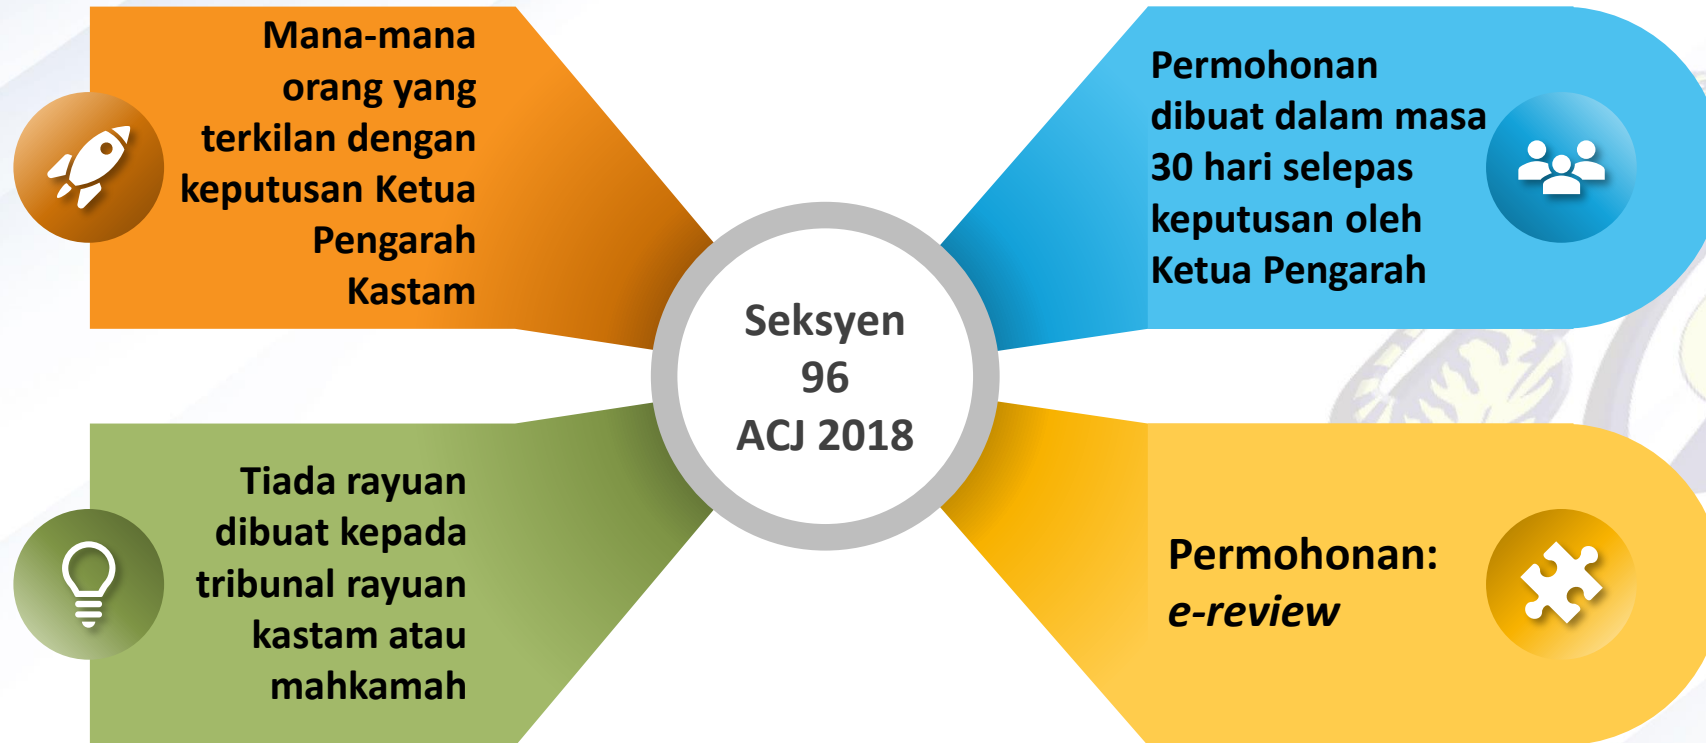 Mana-mana
orang yang
terkilan dengan
keputusan Ketua
Pengarah
Kastam
Permohonan
dibuat dalam masa
30 hari selepas
keputusan oleh
Ketua Pengarah
Seksyen
96
ACJ 2018
Tiada rayuan
dibuat kepada
tribunal rayuan
kastam atau
mahkamah
Permohonan:
e-review